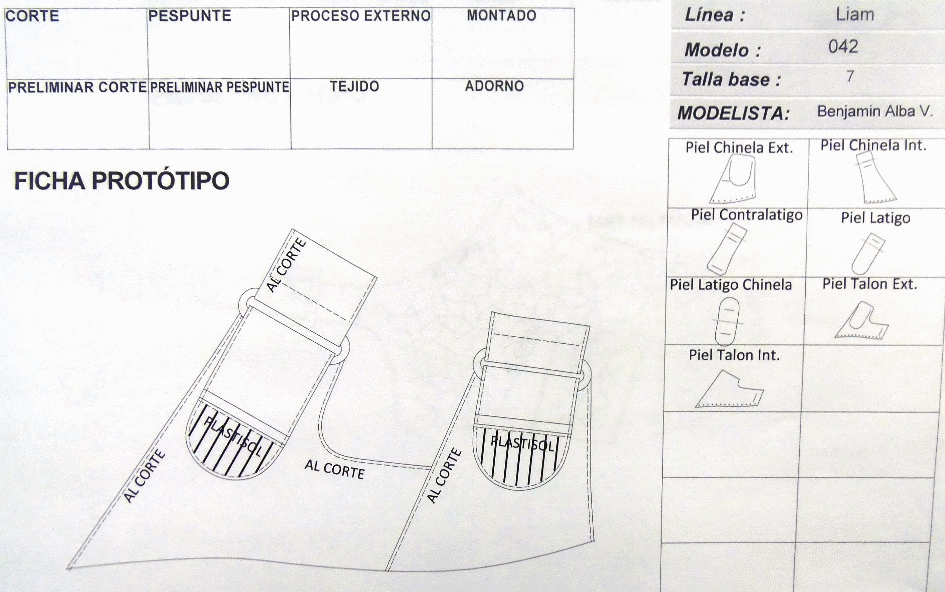 CORTE PESPUNTE PROCESO EXTERNO MONTADO
PRELIMINAR CORTE PRELIMINAR PESPUNTE TEJIDO ADORNO
FICHA PROTÓTIPO
Línea : Liam
Modelo : 042
Talla base : 7
MODELISTA: Benjamin Alba V.
Piel Chinela Ext. Piel Chinela Int.
Piel Contralatigo Piel Latigo
Piel Latigo Chinela Piel Talon Ext.
Piel Talon Int.
AL CORTE
PLASTISOL
AL CORTE
AL CORTE
PLASTISOL
AL CORTE